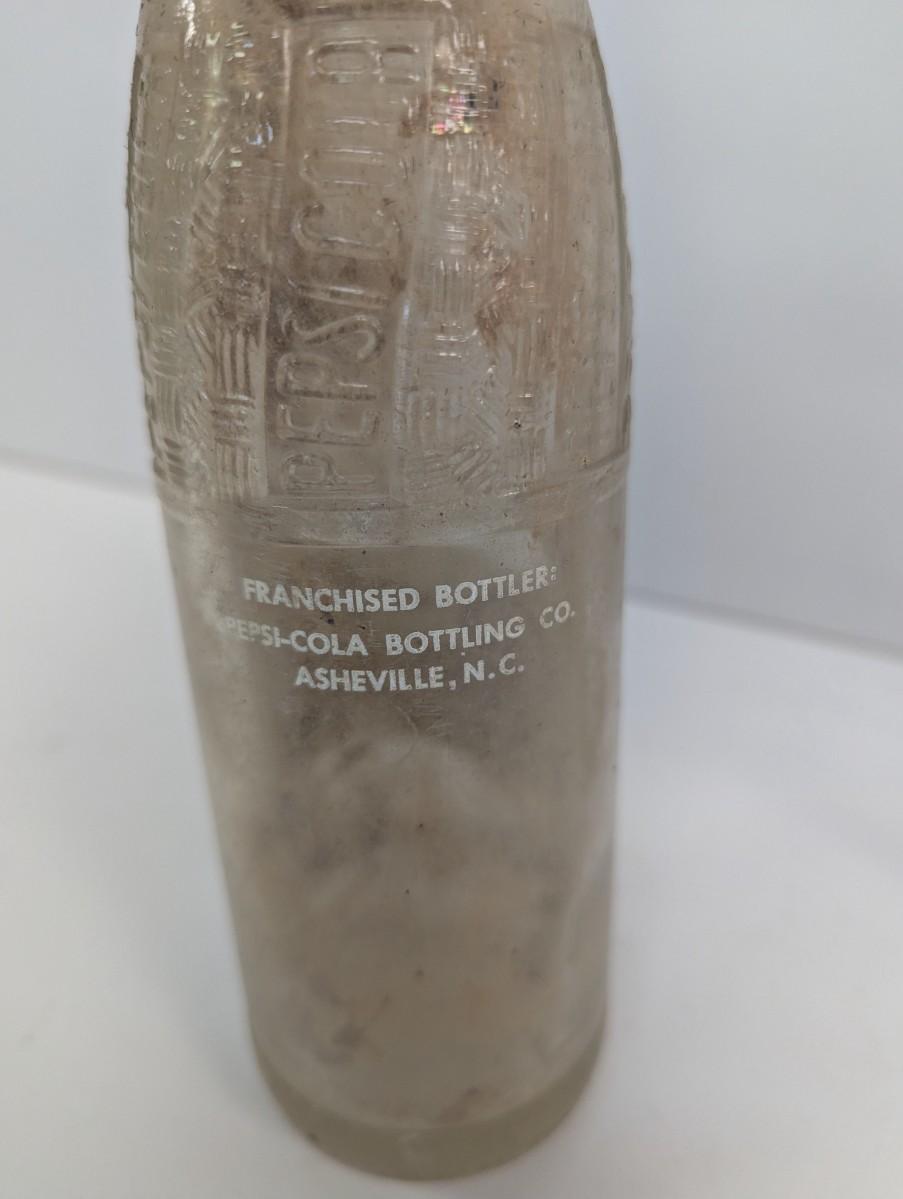 PEPSI-COLA
FRANCHISED BOTTLER:
PEPSI-COLA BOTTLING CO.
ASHEVILLE, N.C.